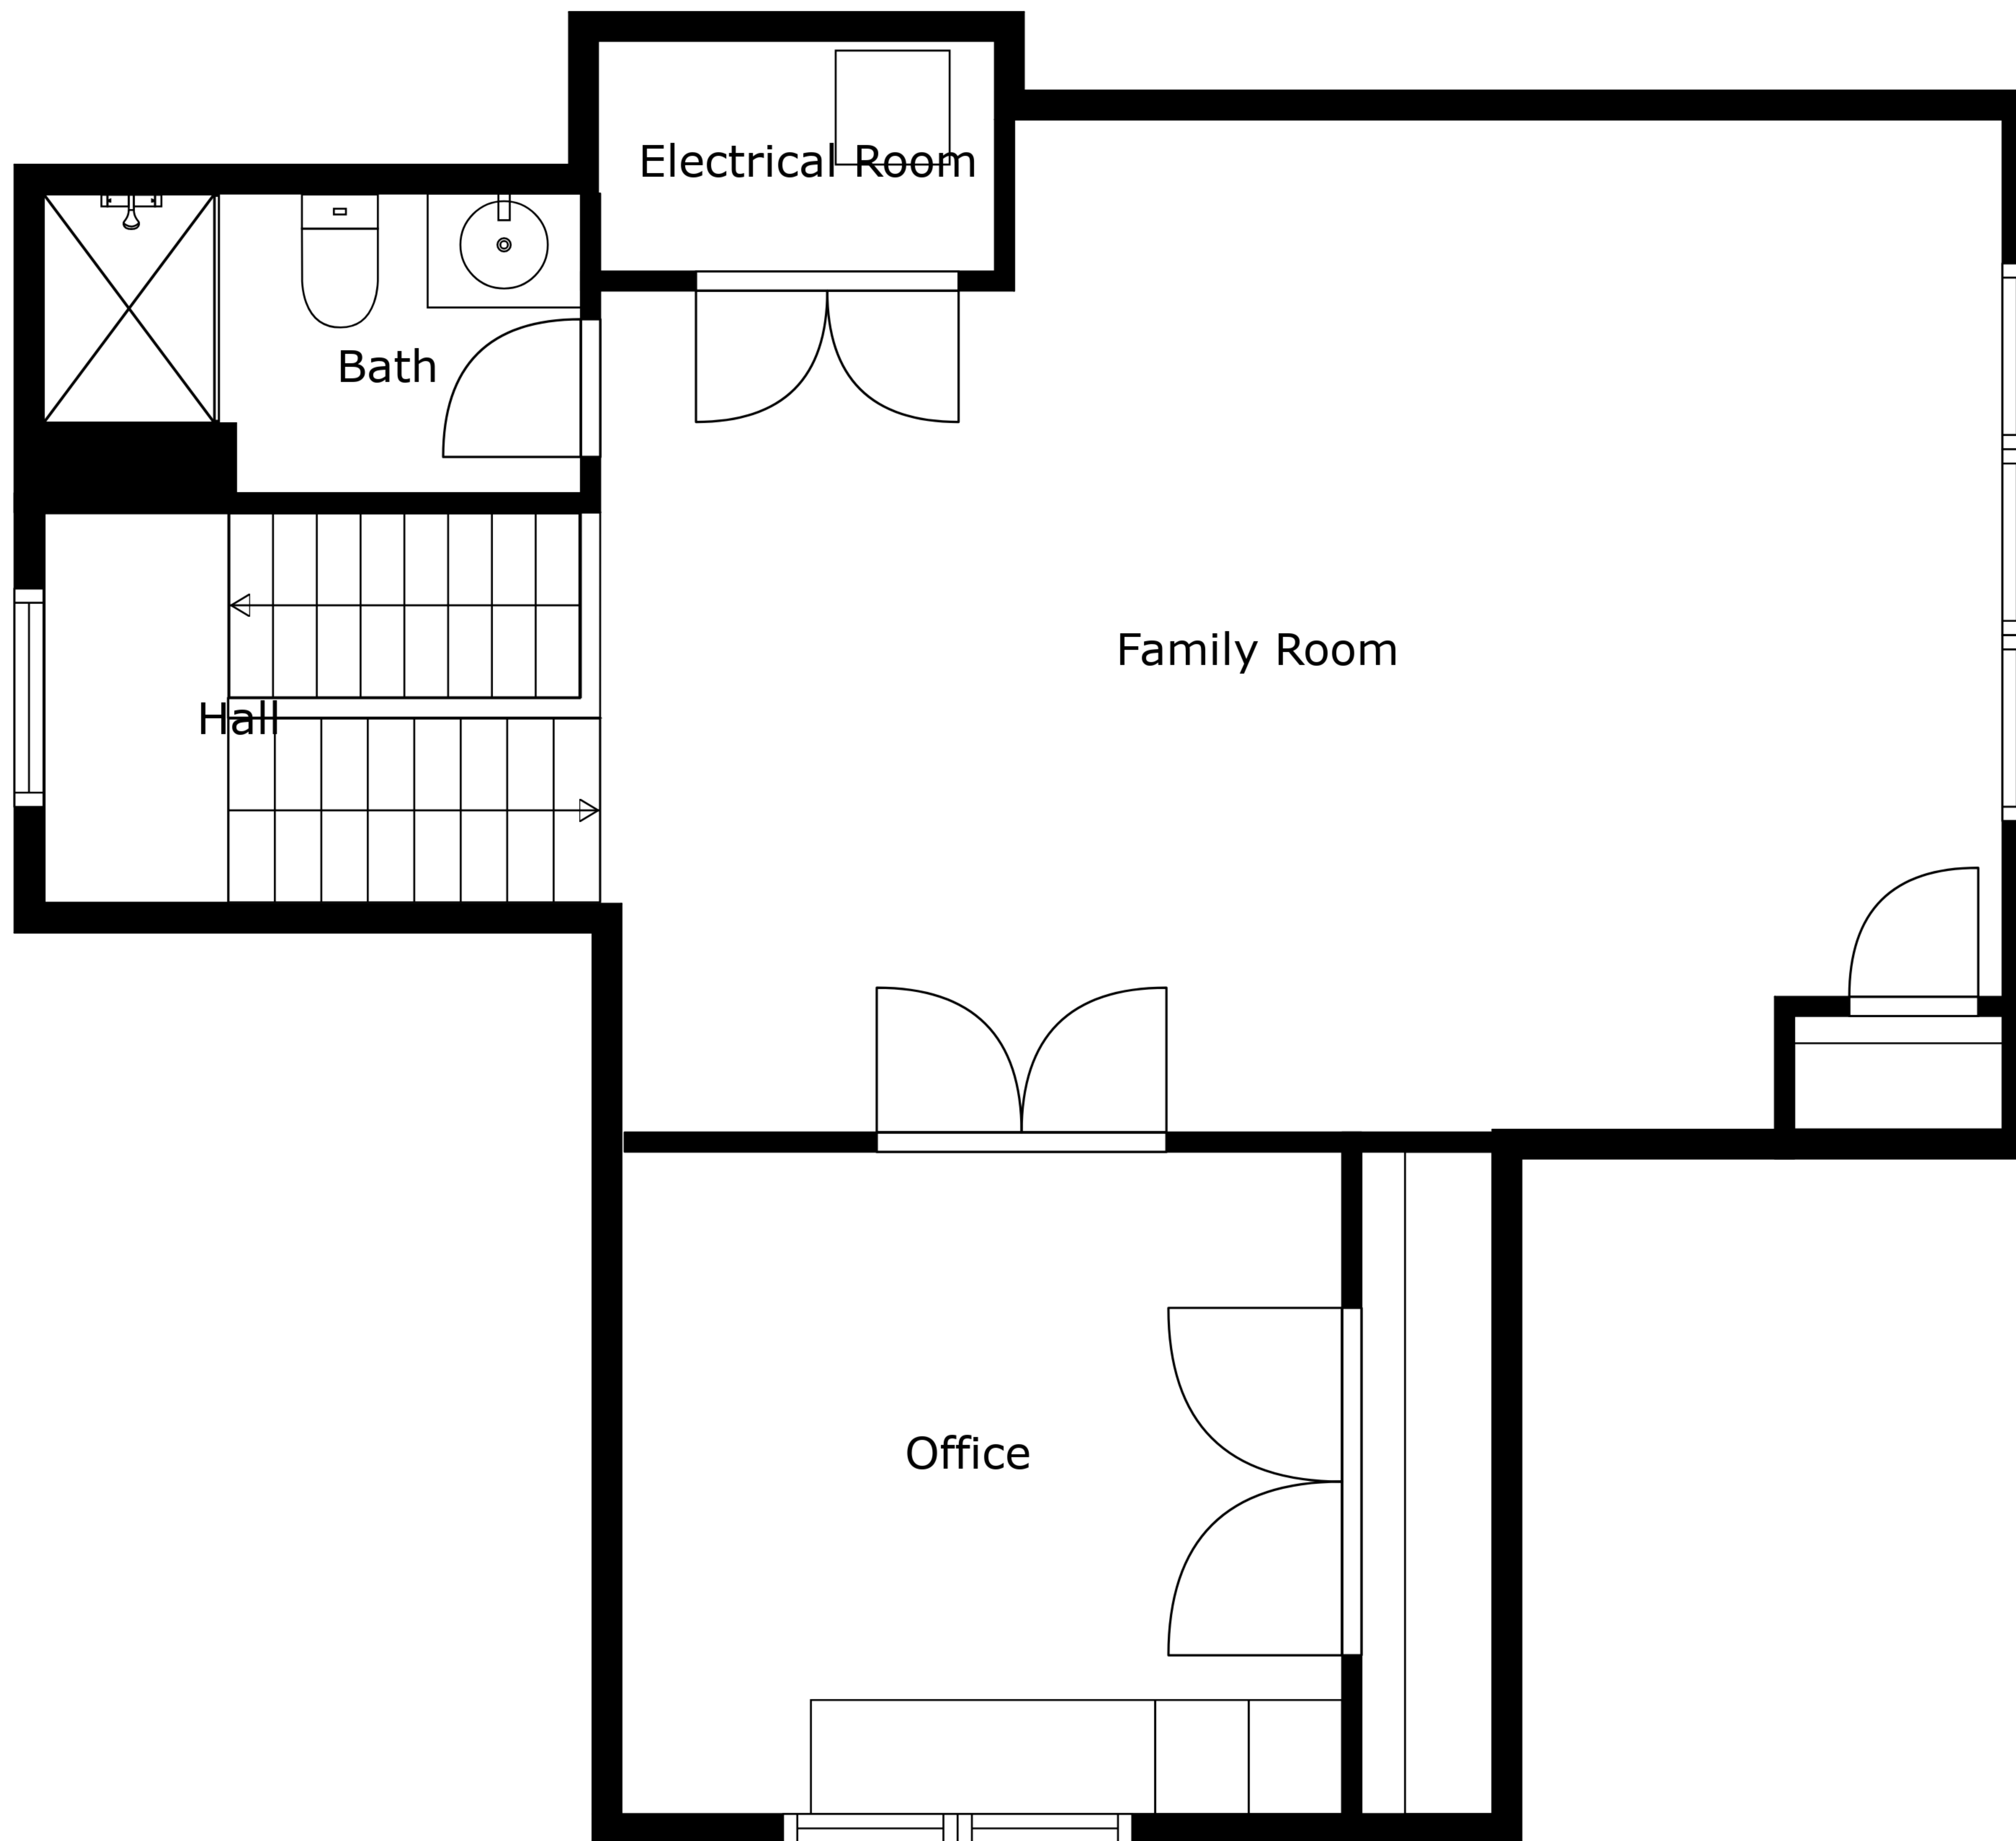 Electrical Room
Bath
Family Room
Hall
Office